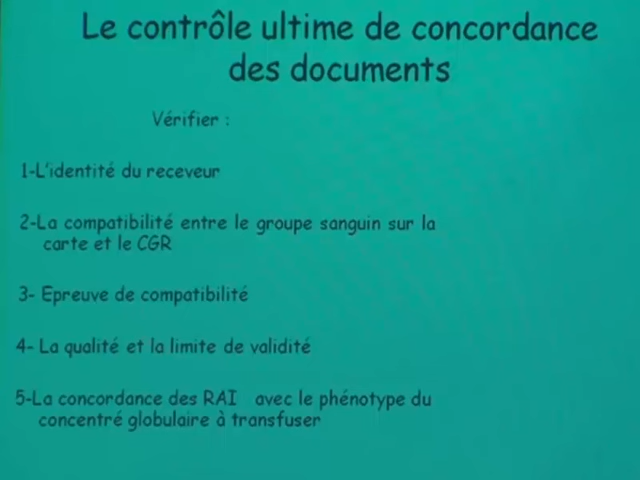 Le contrôle ultime de concordance
des documents
Vérifier :
1-L'identité du receveur
2-La compatibilité entre le groupe sanguin sur la
carte et le CGR
3- Epreuve de compatibilité
4- La qualité et la limite de validité
5-La concordance des RAI avec le phénotype du
concentré globulaire à transfuser